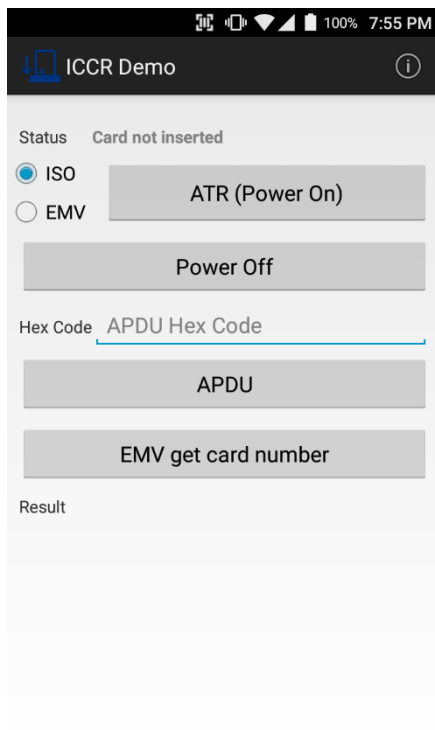 100% 7:55 PM
ICCR Demo
Status Card not inserted
ISO
ATR (Power On)
EMV
Power Off
Hex Code APDU Hex Code
APDU
EMV get card number
Result